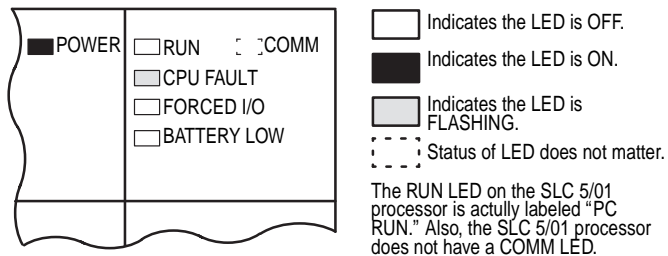 POWER
RUN
COMM
CPU FAULT
FORCED I/O
BATTERY LOW
Indicates the LED is OFF.
Indicates the LED is ON.
Indicates the LED is
FLASHING.
Status of LED does not matter.
The RUN LED on the SLC 5/01
processor is actully labeled “PC
RUN.” Also, the SLC 5/01 processor
does not have a COMM LED.